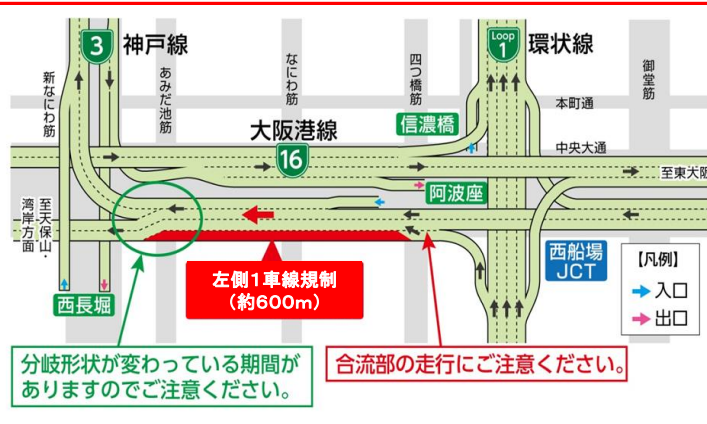 3
神戸線
Loop
1
環状線
新なにわ筋
あみだ池筋
なにわ筋
四つ橋筋
御堂筋
本町通
大阪港線
信濃橋
中央大通
16
至東大阪
阿波座
至天保山・
湾岸方面
西船場
JCT
【凡例】
入口
出口
左側1車線規制
（約600m）
西長堀
分岐形状が変わっている期間が
ありますのでご注意ください。
合流部の走行にご注意ください。